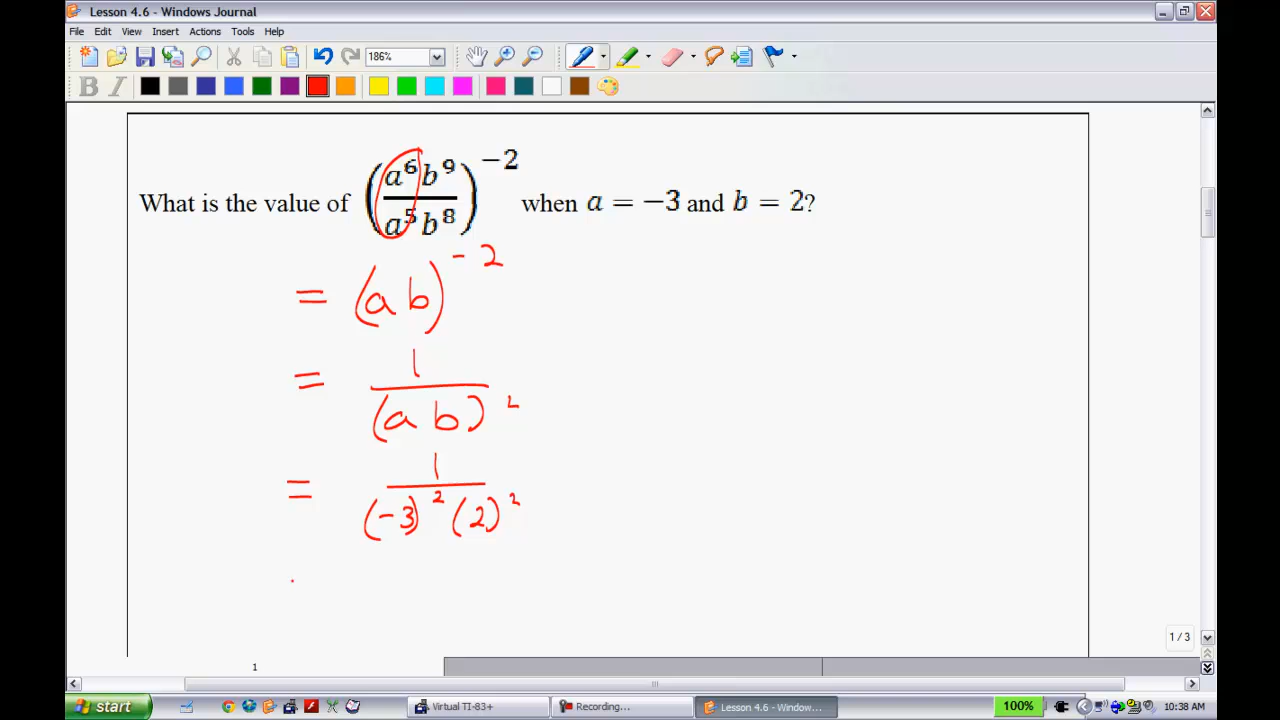 Lesson 4.6 - Windows Journal
File Edit View Insert Actions Tools Help
186%
B I
What is the value of (a⁶b⁹/a⁵b⁸)⁻² when a = −3 and b = 2?
= (ab)⁻²
= 1/(ab)²
= 1/(-3)²(2)²
1 / 3
1
start Virtual TI-83+ Recording... Lesson 4.6 - Window... 100% 10:38 AM